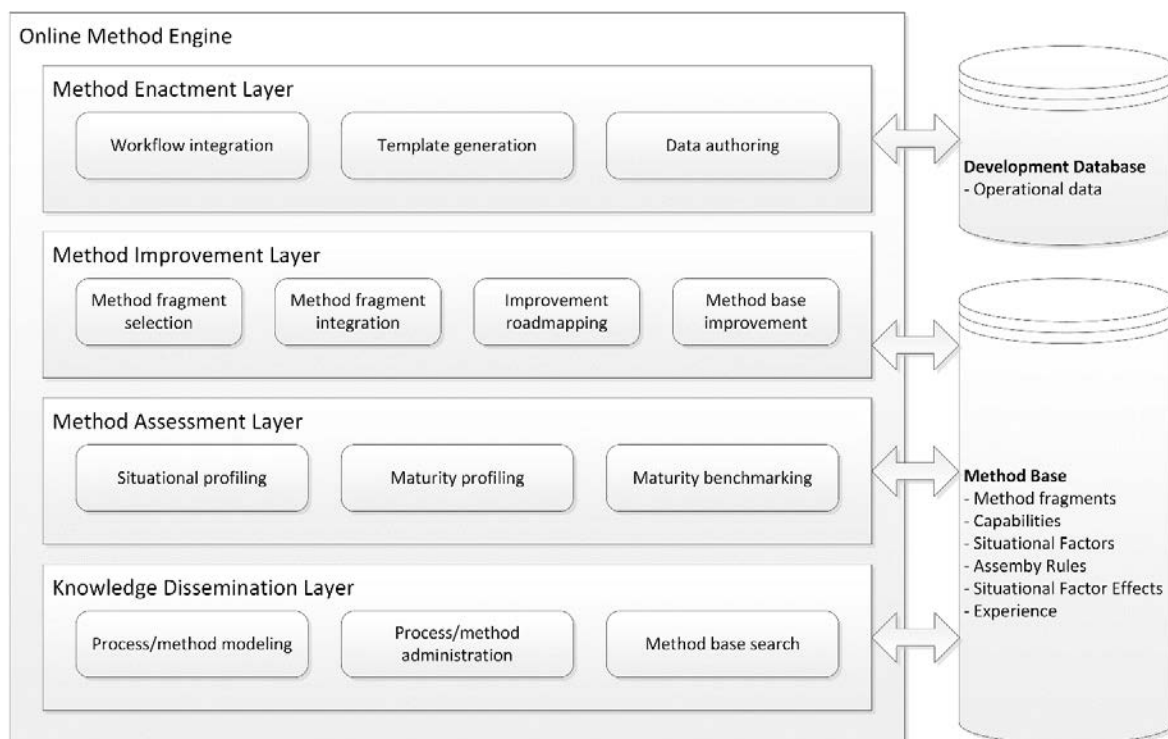 Online Method Engine
Method Enactment Layer
Workflow integration
Template generation
Data authoring
Method Improvement Layer
Method fragment
selection
Method fragment
integration
Improvement
roadmapping
Method base
improvement
Method Assessment Layer
Situational profiling
Maturity profiling
Maturity benchmarking
Knowledge Dissemination Layer
Process/method modeling
Process/method
administration
Method base search
Development Database
- Operational data
Method Base
- Method fragments
- Capabilities
- Situational Factors
- Assemby Rules
- Situational Factor Effects
- Experience